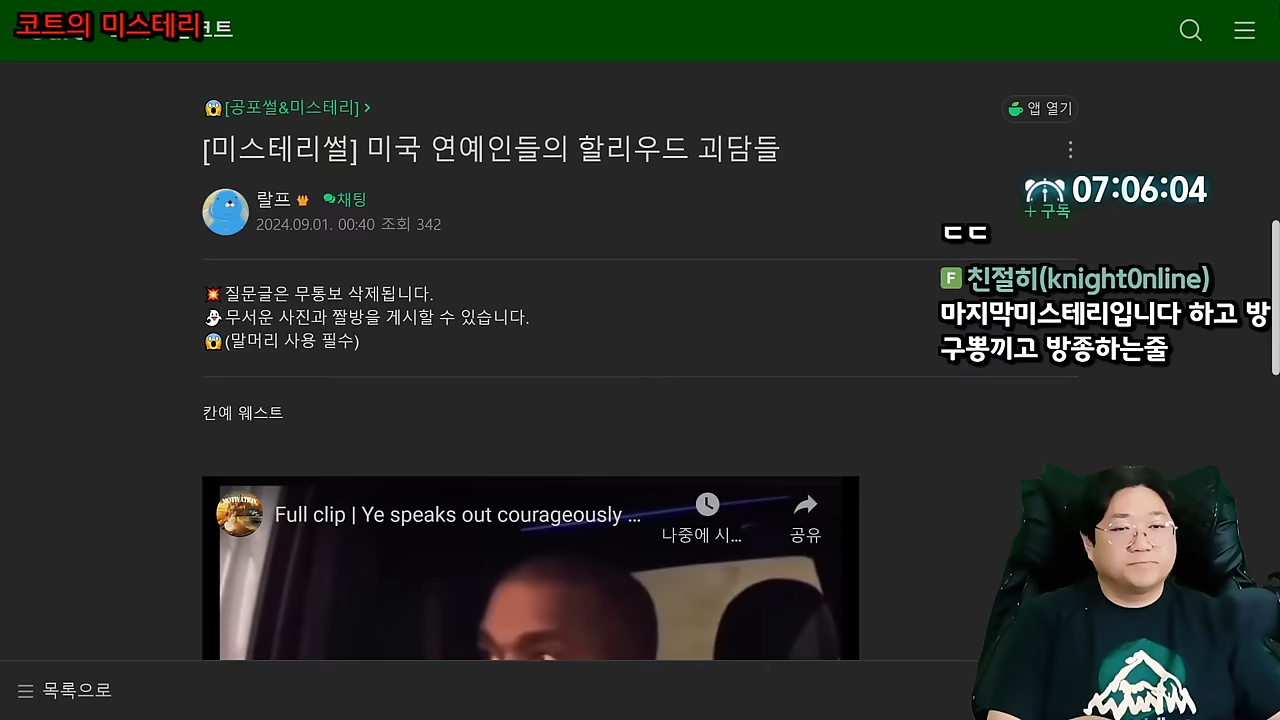 코트의 미스테리
코트
😱[공포썰&미스테리] >
앱 열기
[미스테리썰] 미국 연예인들의 할리우드 괴담들
랄프 채팅
2024.09.01. 00:40 조회 342
07:06:04
+ 구독
ㄷㄷ
F 친절히(knight0nline)
마지막미스테리입니다 하고 방
구뽕끼고 방종하는줄
💥질문글은 무통보 삭제됩니다.
👻무서운 사진과 짤방을 게시할 수 있습니다.
😱(말머리 사용 필수)
칸예 웨스트
MOTIVATION
Full clip | Ye speaks out courageously ...
나중에 시...
공유
목록으로